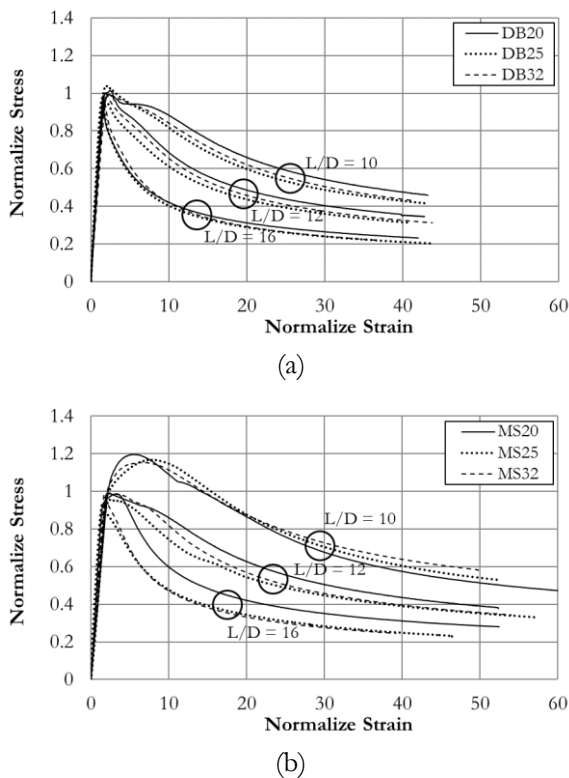 1.4
1.2
1
0.8
0.6
0.4
0.2
0
Normalize Stress
DB20
DB25
DB32
L/D = 10
L/D = 12
L/D = 16
0 10 20 30 40 50 60
Normalize Strain
(a)
1.4
1.2
1
0.8
0.6
0.4
0.2
0
Normalize Stress
MS20
MS25
MS32
L/D = 10
L/D = 12
L/D = 16
0 10 20 30 40 50 60
Normalize Strain
(b)